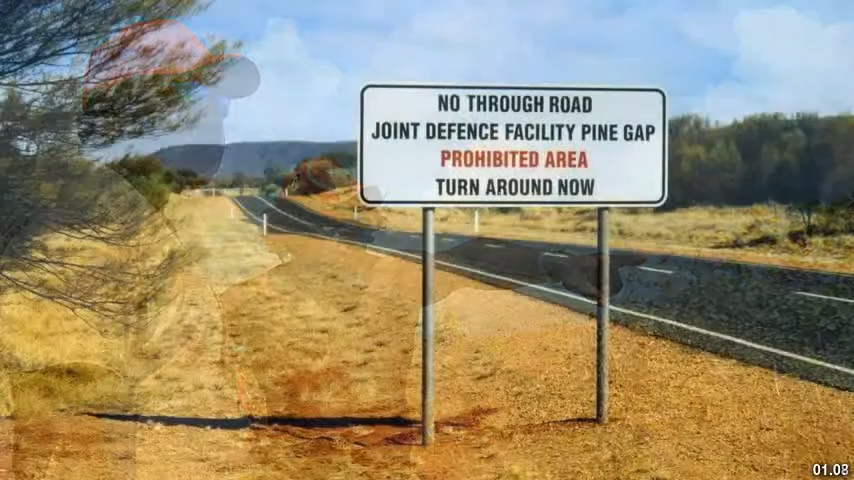 NO THROUGH ROAD
JOINT DEFENCE FACILITY PINE GAP
PROHIBITED AREA
TURN AROUND NOW
01.08